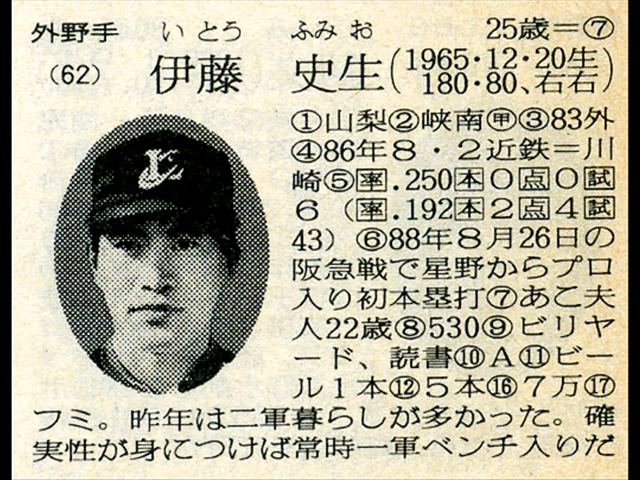 外野手 いとう ふみお 25歳=⑦
(62) 伊藤 史生(1965・12・20生
180・80、右右)
①山梨②峡南㊙③83外
④86年8・2近鉄=川
崎⑤率.250本0点0試
6(率.192本2点4試
43)⑥88年8月26日の
阪急戦で星野からプロ
入り初本塁打⑦あこ夫
人22歳⑧530⑨ビリヤ
ード、読書⑩A⑪ビー
ル1本⑫5本⑯7万⑰
フミ。昨年は二軍暮らしが多かった。確
実性が身につけば常時一軍ベンチ入りだ